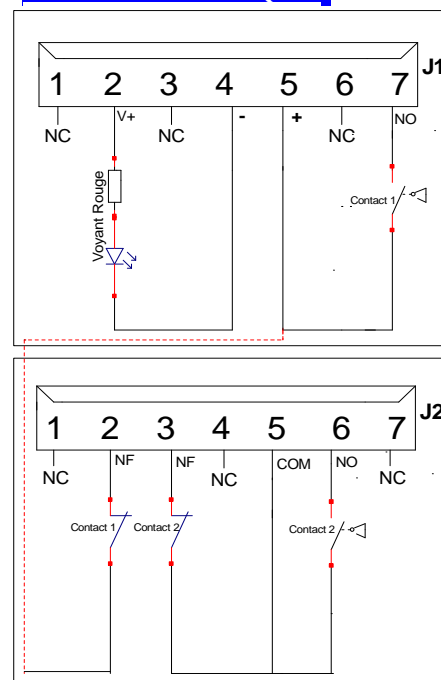 J1
1 2 3 4 5 6 7
V+ - + NO
NC NC NC
Voyant Rouge
Contact 1
J2
1 2 3 4 5 6 7
NF NF COM NO
NC NC NC
Contact 1 Contact 2 Contact 2